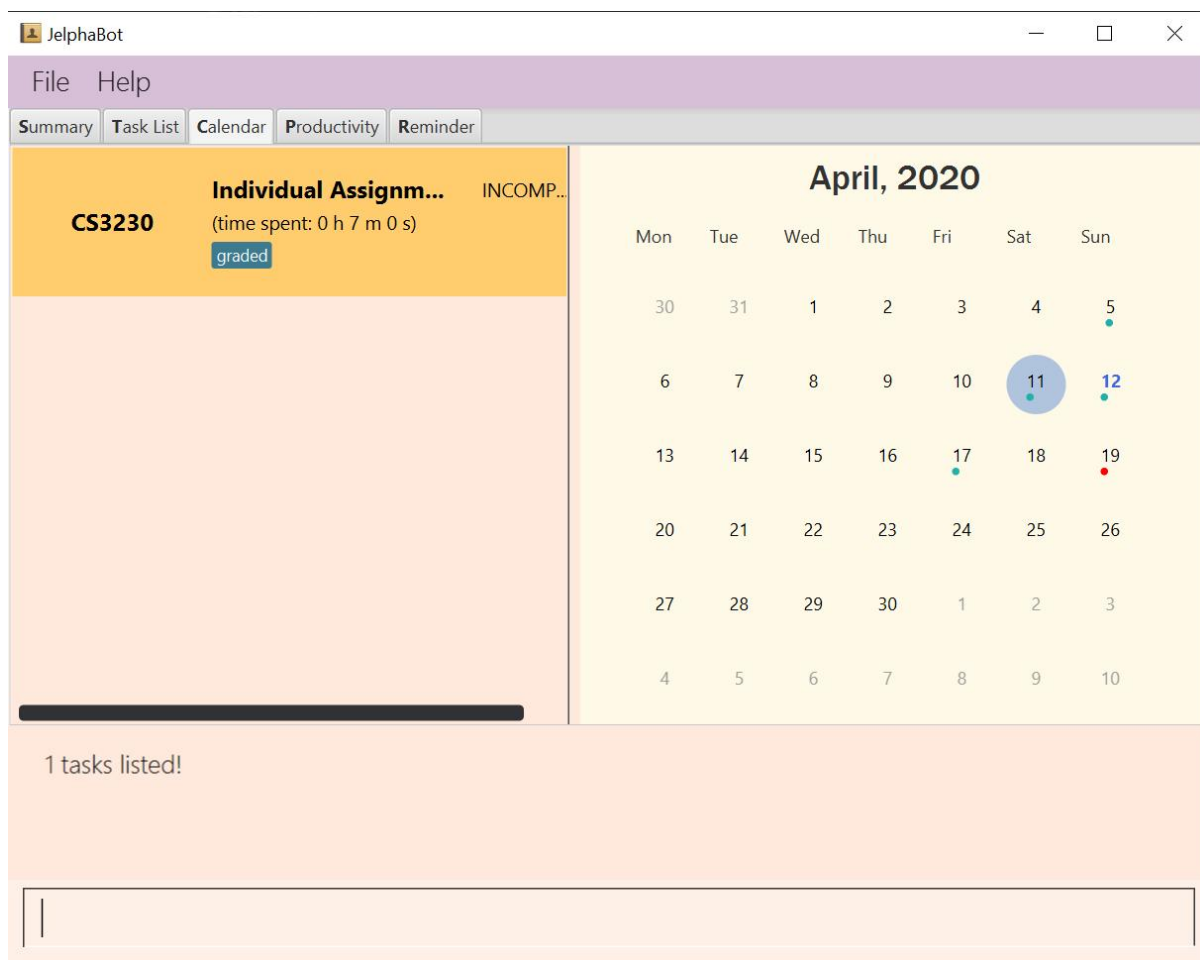 JelphaBot
File Help
Summary Task List Calendar Productivity Reminder
CS3230
Individual Assignm... INCOMP...
(time spent: 0 h 7 m 0 s)
graded
April, 2020
Mon Tue Wed Thu Fri Sat Sun
30 31 1 2 3 4 5
6 7 8 9 10 11 12
13 14 15 16 17 18 19
20 21 22 23 24 25 26
27 28 29 30 1 2 3
4 5 6 7 8 9 10
1 tasks listed!